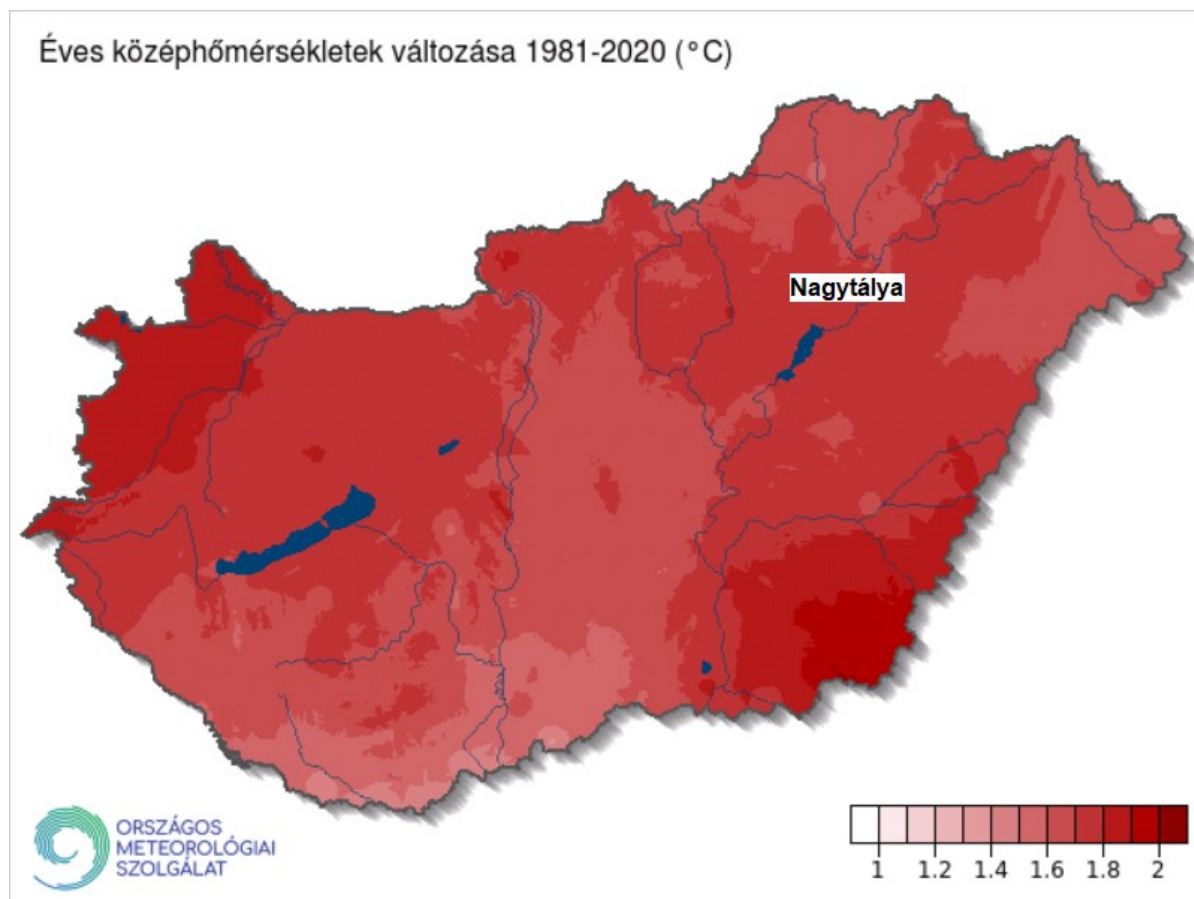 Éves középhőmérsékletek változása 1981-2020 (°C)
Nagytálya
ORSZÁGOS
METEOROLÓGIAI
SZOLGÁLAT
1 1.2 1.4 1.6 1.8 2